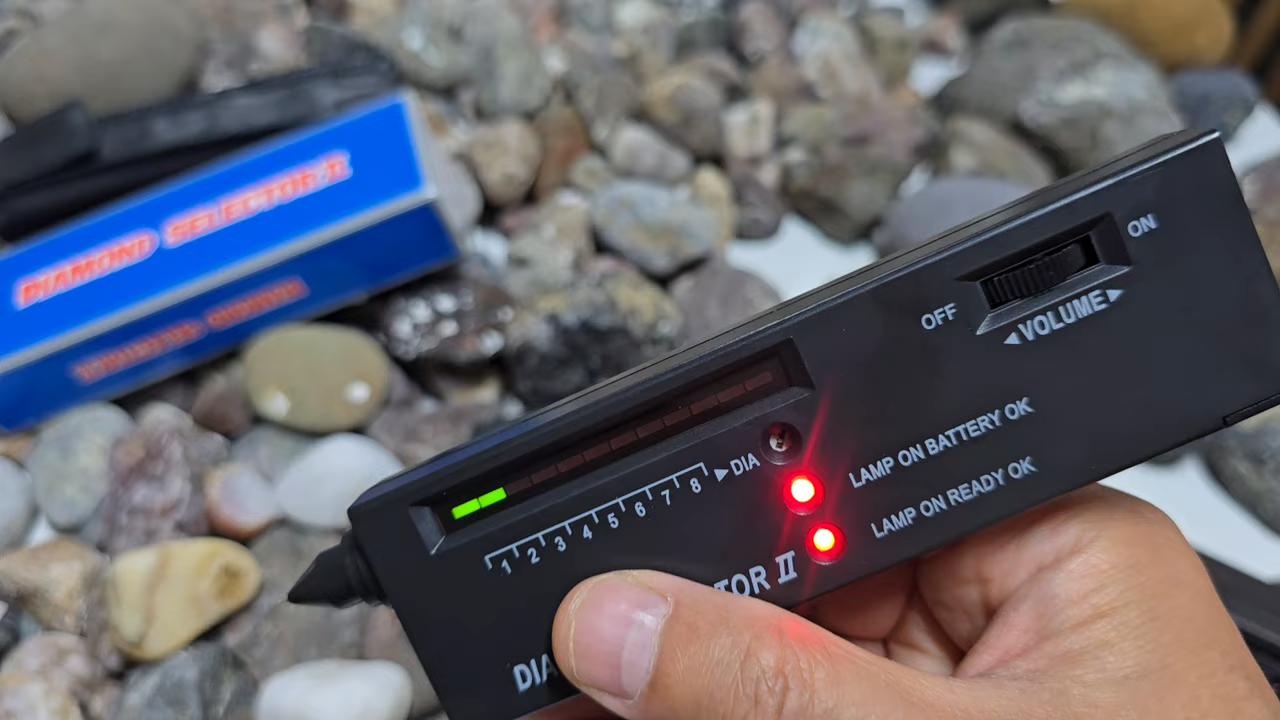 DIAMOND SELECTOR II
ON
OFF
◀VOLUME▶
LAMP ON BATTERY OK
LAMP ON READY OK
▶DIA
1 2 3 4 5 6 7 8
DIA
TOR II